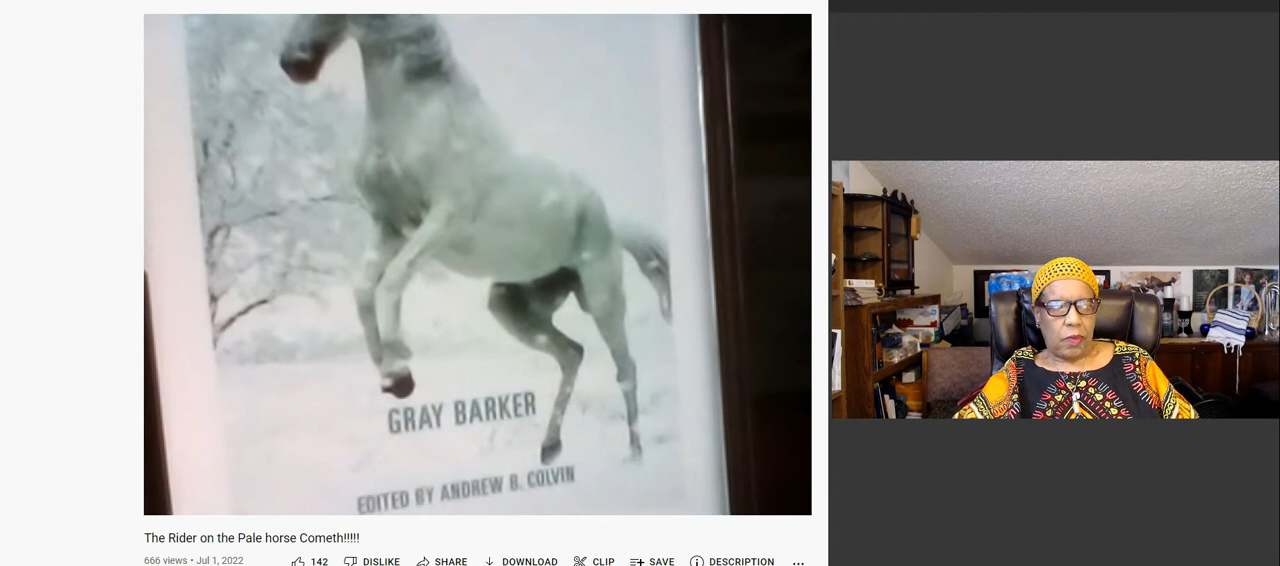 GRAY BARKER
EDITED BY ANDREW B. COLVIN
The Rider on the Pale horse Cometh!!!!!
666 views • Jul 1, 2022 142 DISLIKE SHARE DOWNLOAD CLIP SAVE DESCRIPTION ...